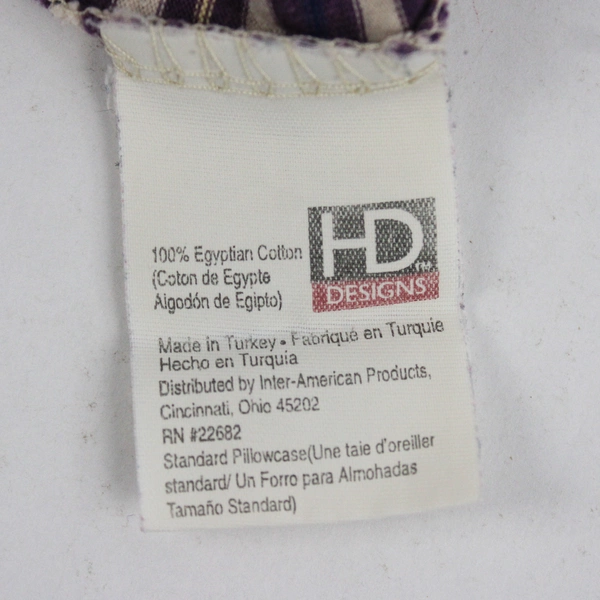 HD™
DESIGNS
100% Egyptian Cotton
(Coton de Egypte
Algodón de Egipto)
Made in Turkey • Fabriqué en Turquie
Hecho en Turquia
Distributed by Inter-American Products,
Cincinnati, Ohio 45202
RN #22682
Standard Pillowcase(Une taie d'oreiller
standard/ Un Forro para Almohadas
Tamaño Standard)